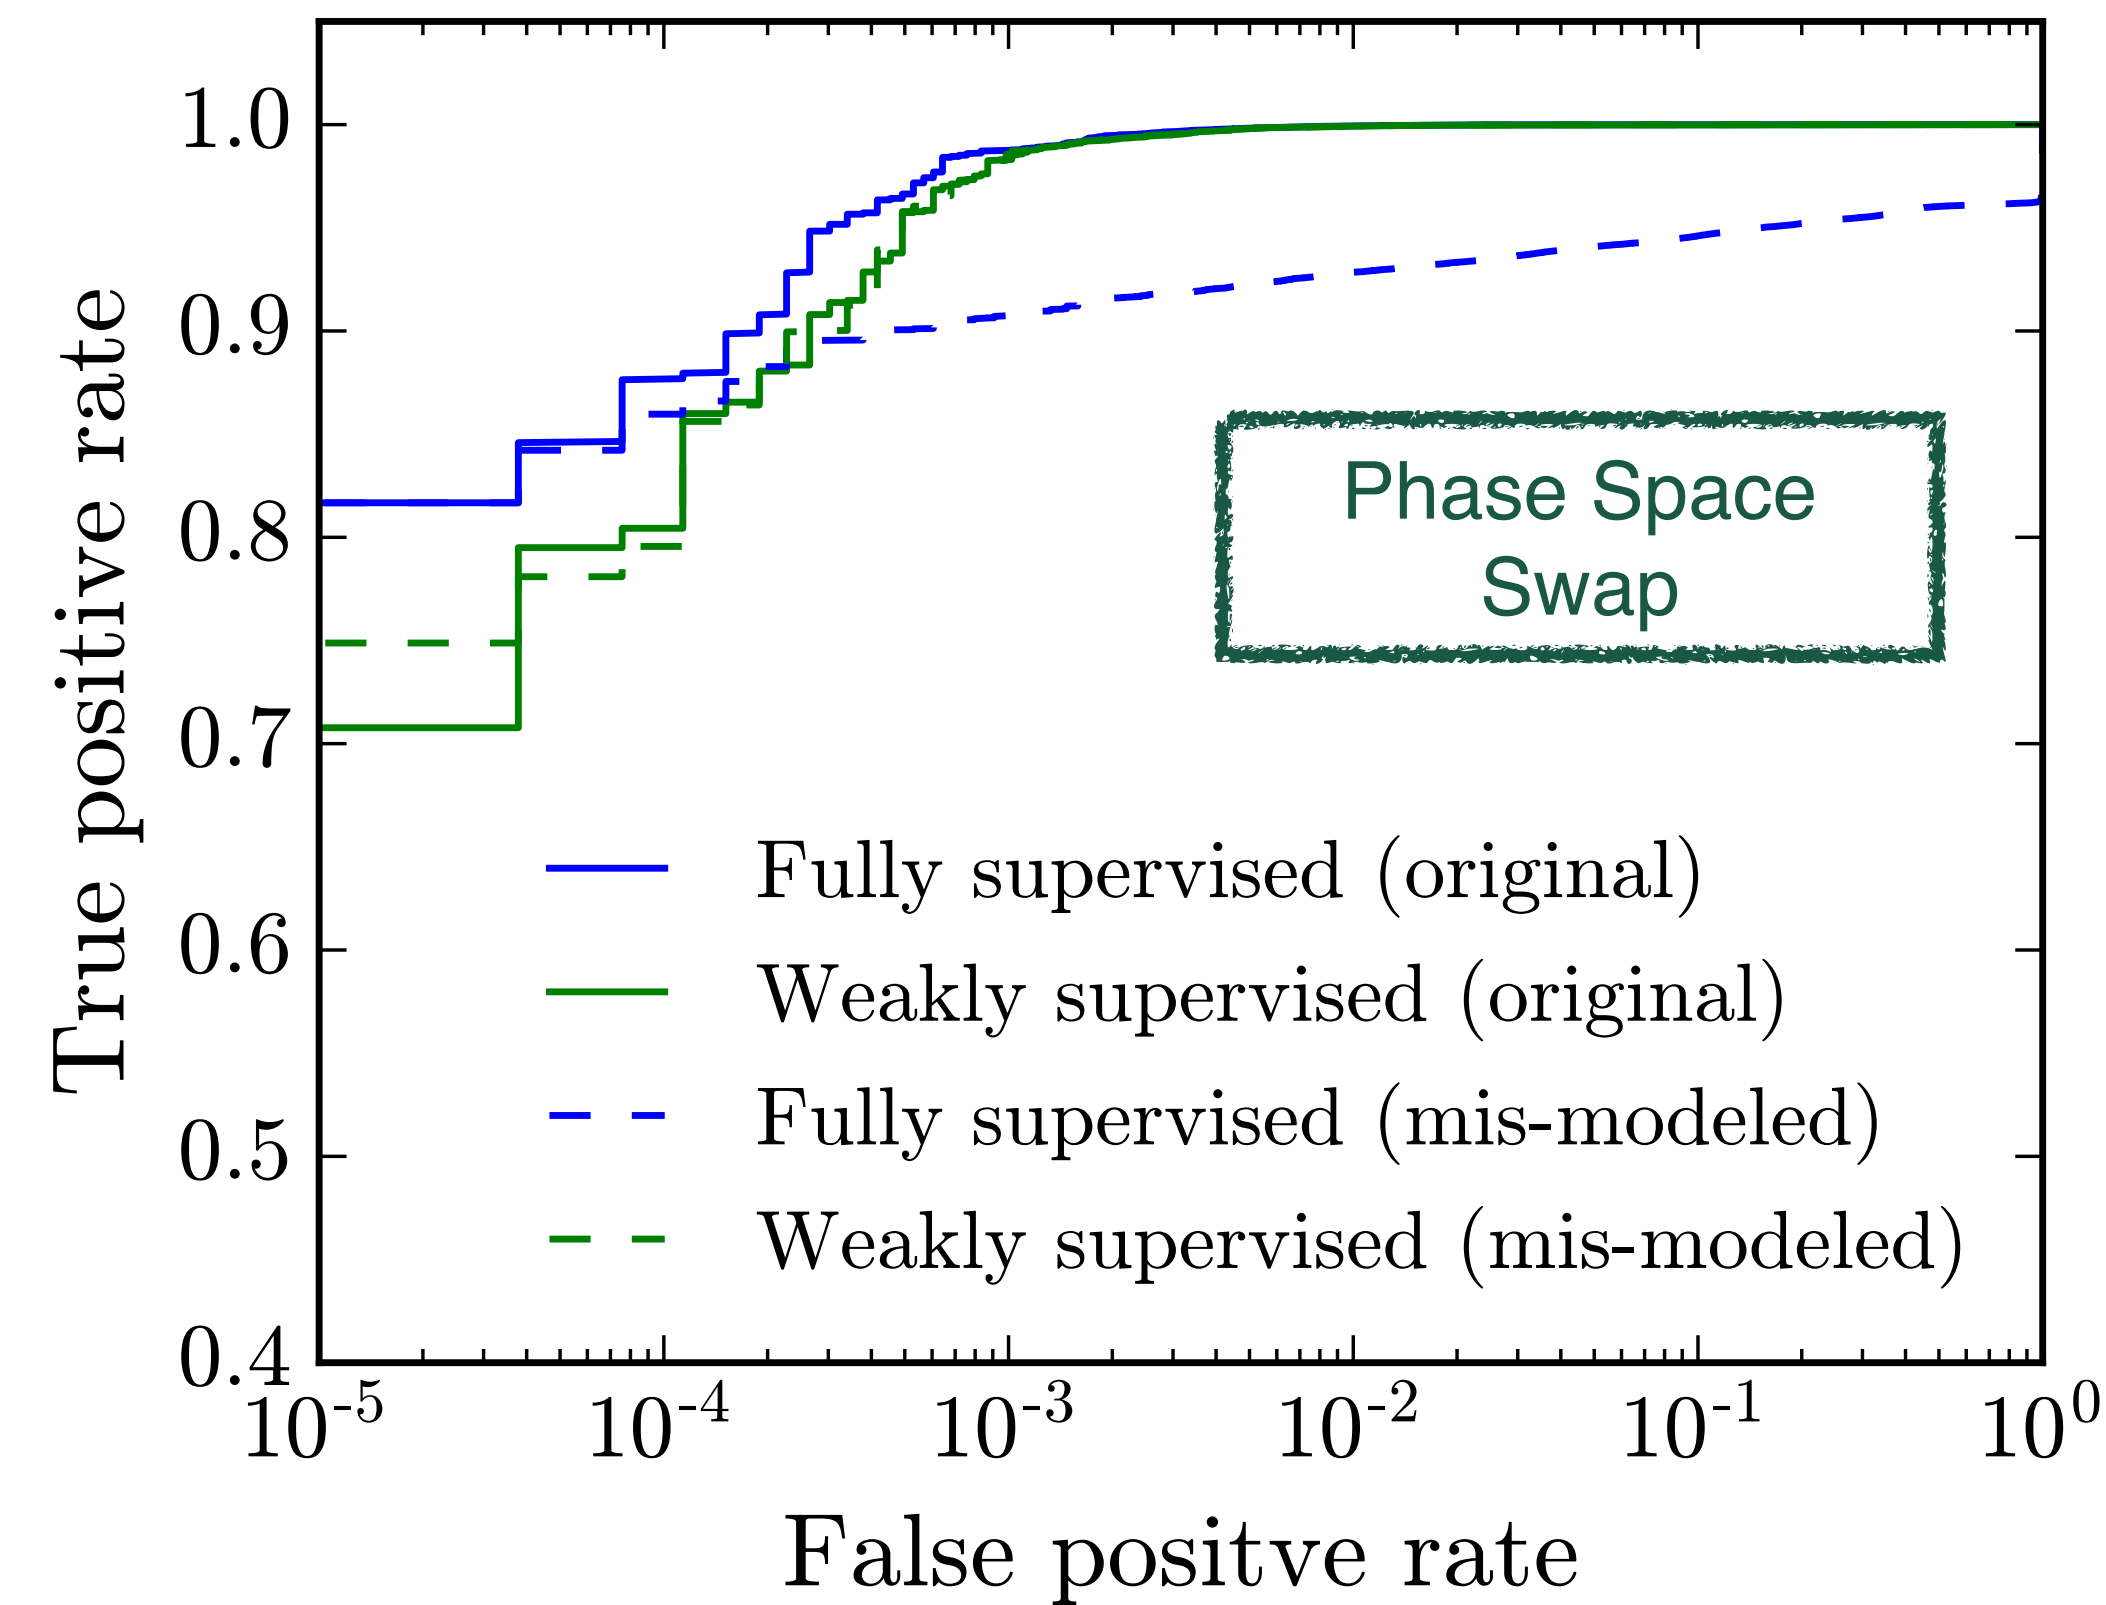 True positive rate
1.0
0.9
0.8
0.7
0.6
0.5
0.4
Phase Space
Swap
Fully supervised (original)
Weakly supervised (original)
Fully supervised (mis-modeled)
Weakly supervised (mis-modeled)
10^-5 10^-4 10^-3 10^-2 10^-1 10^0
False positve rate